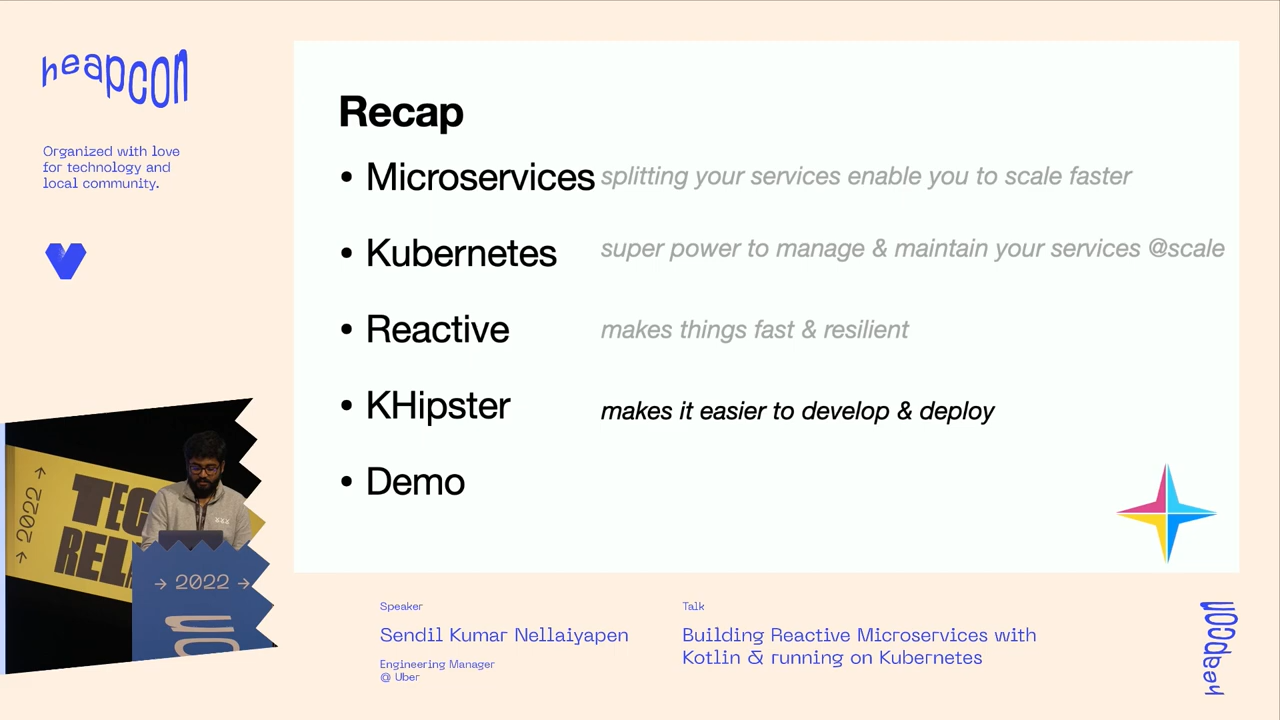 heapcon
Organized with love
for technology and
local community.
Recap
• Microservices splitting your services enable you to scale faster
• Kubernetes super power to manage & maintain your services @scale
• Reactive makes things fast & resilient
• KHipster makes it easier to develop & deploy
• Demo
→ 2022 →
TEC
REL
→ 2022 →
Speaker
Sendil Kumar Nellaiyapen
Engineering Manager
@ Uber
Talk
Building Reactive Microservices with
Kotlin & running on Kubernetes
heapcon